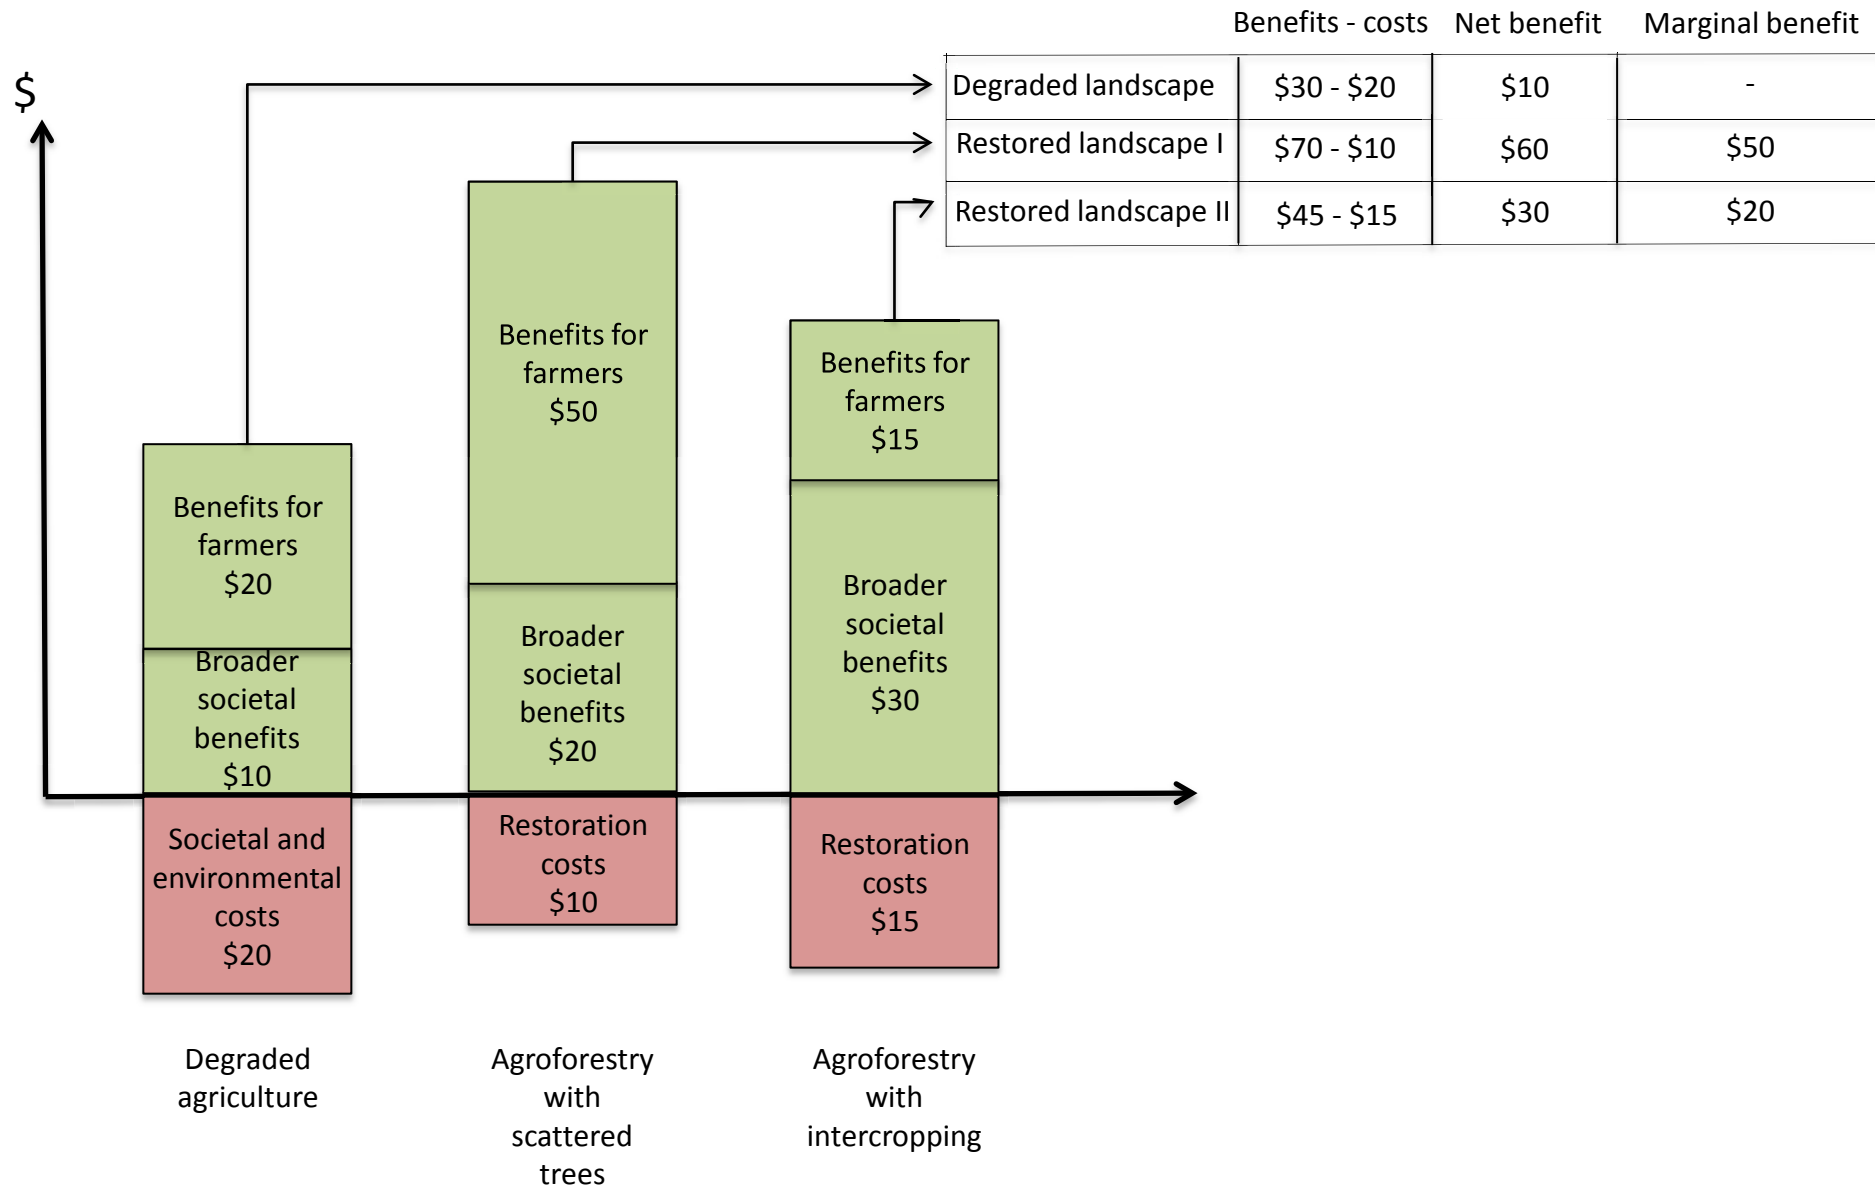 Benefits - costs Net benefit Marginal benefit
$
Degraded landscape $30 - $20 $10 -
Restored landscape I $70 - $10 $60 $50
Restored landscape II $45 - $15 $30 $20
Benefits for
farmers
$20
Broader
societal
benefits
$10
Societal and
environmental
costs
$20
Degraded
agriculture
Benefits for
farmers
$50
Broader
societal
benefits
$20
Restoration
costs
$10
Agroforestry
with
scattered
trees
Benefits for
farmers
$15
Broader
societal
benefits
$30
Restoration
costs
$15
Agroforestry
with
intercropping